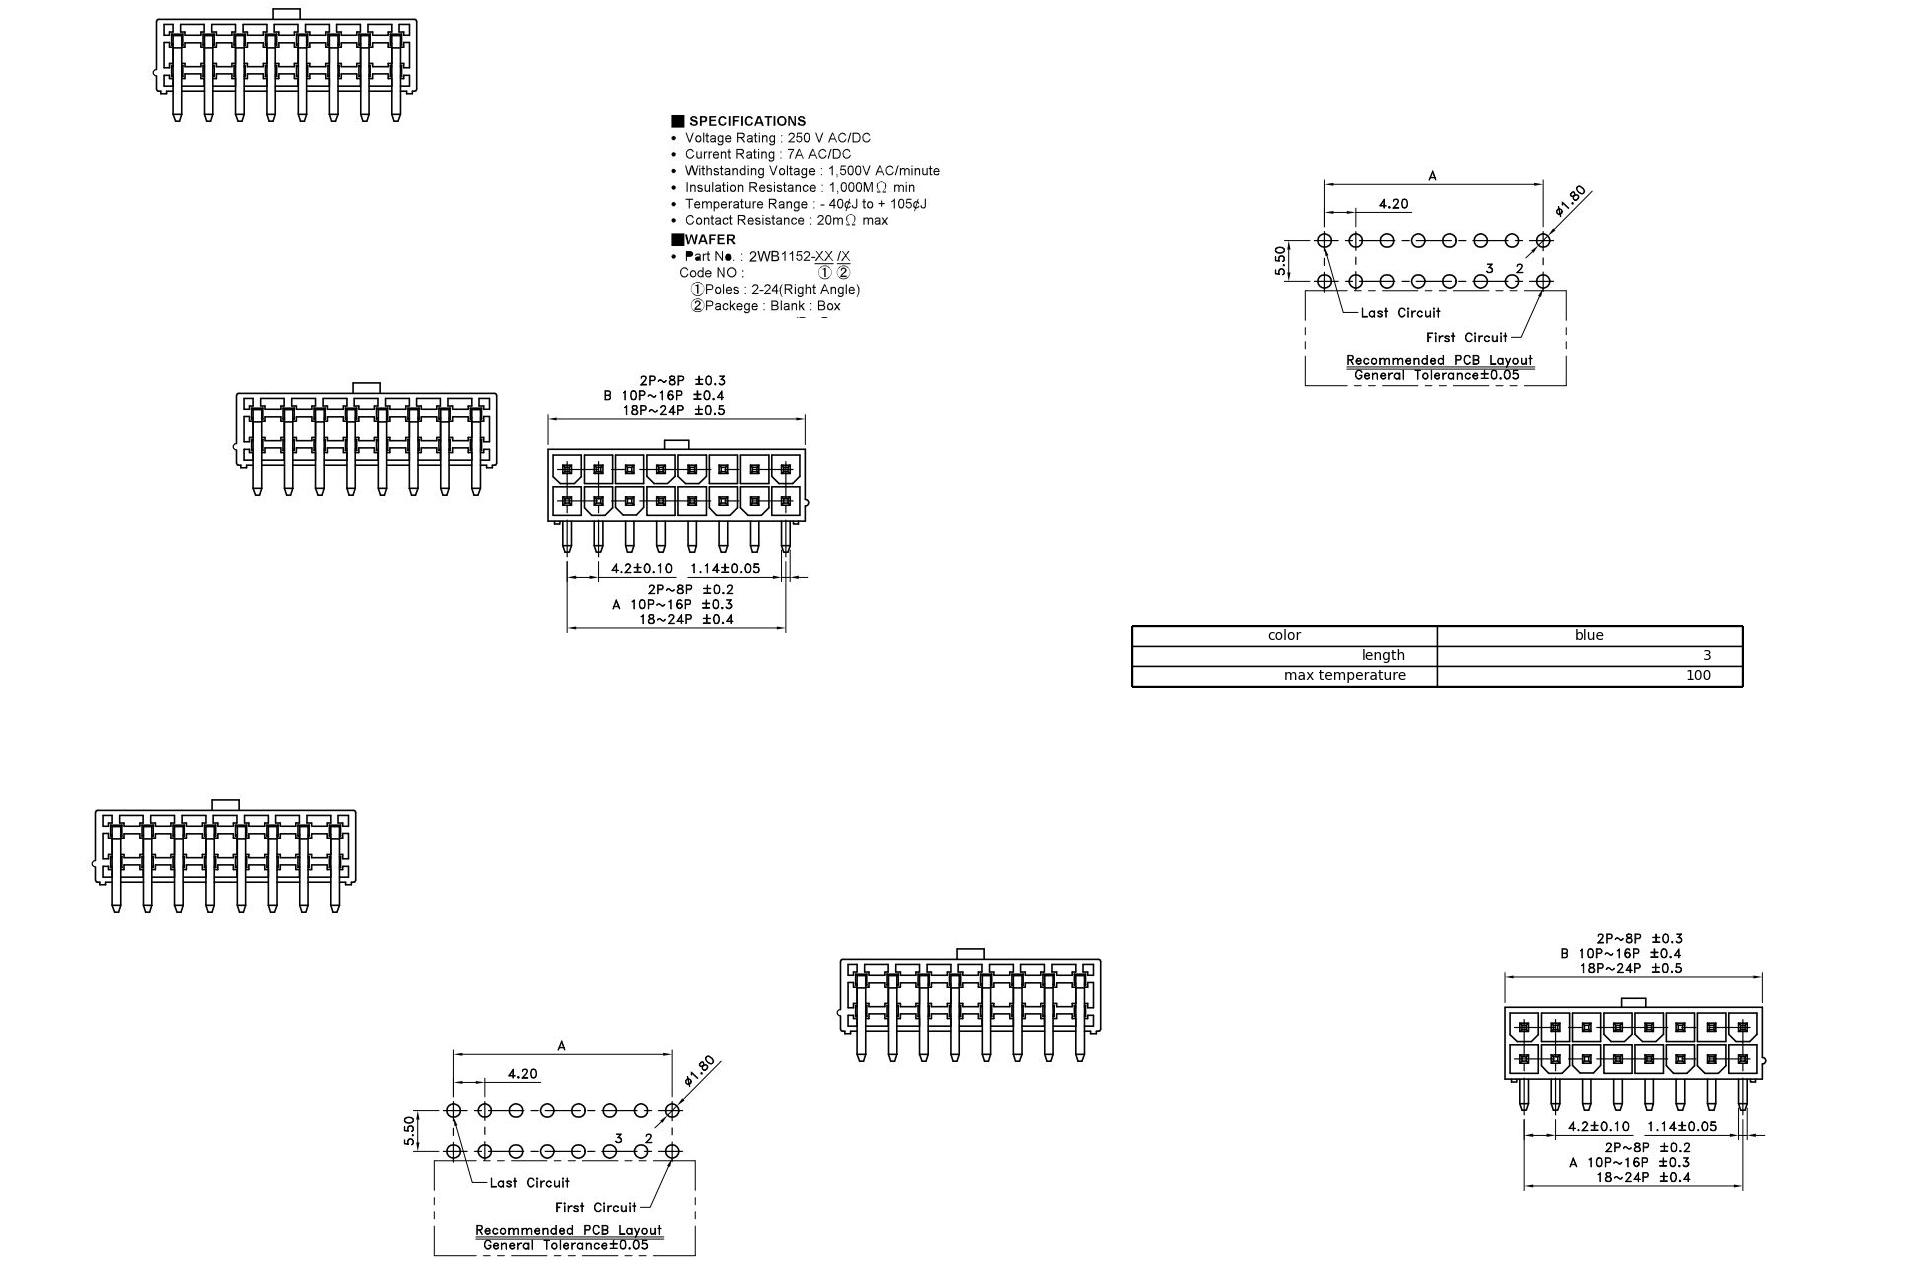 ■ SPECIFICATIONS
• Voltage Rating : 250 V AC/DC
• Current Rating : 7A AC/DC
• Withstanding Voltage : 1,500V AC/minute
• Insulation Resistance : 1,000MΩ min
• Temperature Range : - 40¢J to + 105¢J
• Contact Resistance : 20mΩ max
■WAFER
• Part No. : 2WB1152-XX /X
Code NO : ① ②
①Poles : 2-24(Right Angle)
②Packege : Blank : Box
A
4.20
ø1.80
5.50
3 2
Last Circuit
First Circuit
Recommended PCB Layout
General Tolerance±0.05
2P~8P ±0.3
B 10P~16P ±0.4
18P~24P ±0.5
4.2±0.10 1.14±0.05
2P~8P ±0.2
A 10P~16P ±0.3
18~24P ±0.4
color blue
length 3
max temperature 100
2P~8P ±0.3
B 10P~16P ±0.4
18P~24P ±0.5
4.2±0.10 1.14±0.05
2P~8P ±0.2
A 10P~16P ±0.3
18~24P ±0.4
A
4.20
ø1.80
5.50
3 2
Last Circuit
First Circuit
Recommended PCB Layout
General Tolerance±0.05